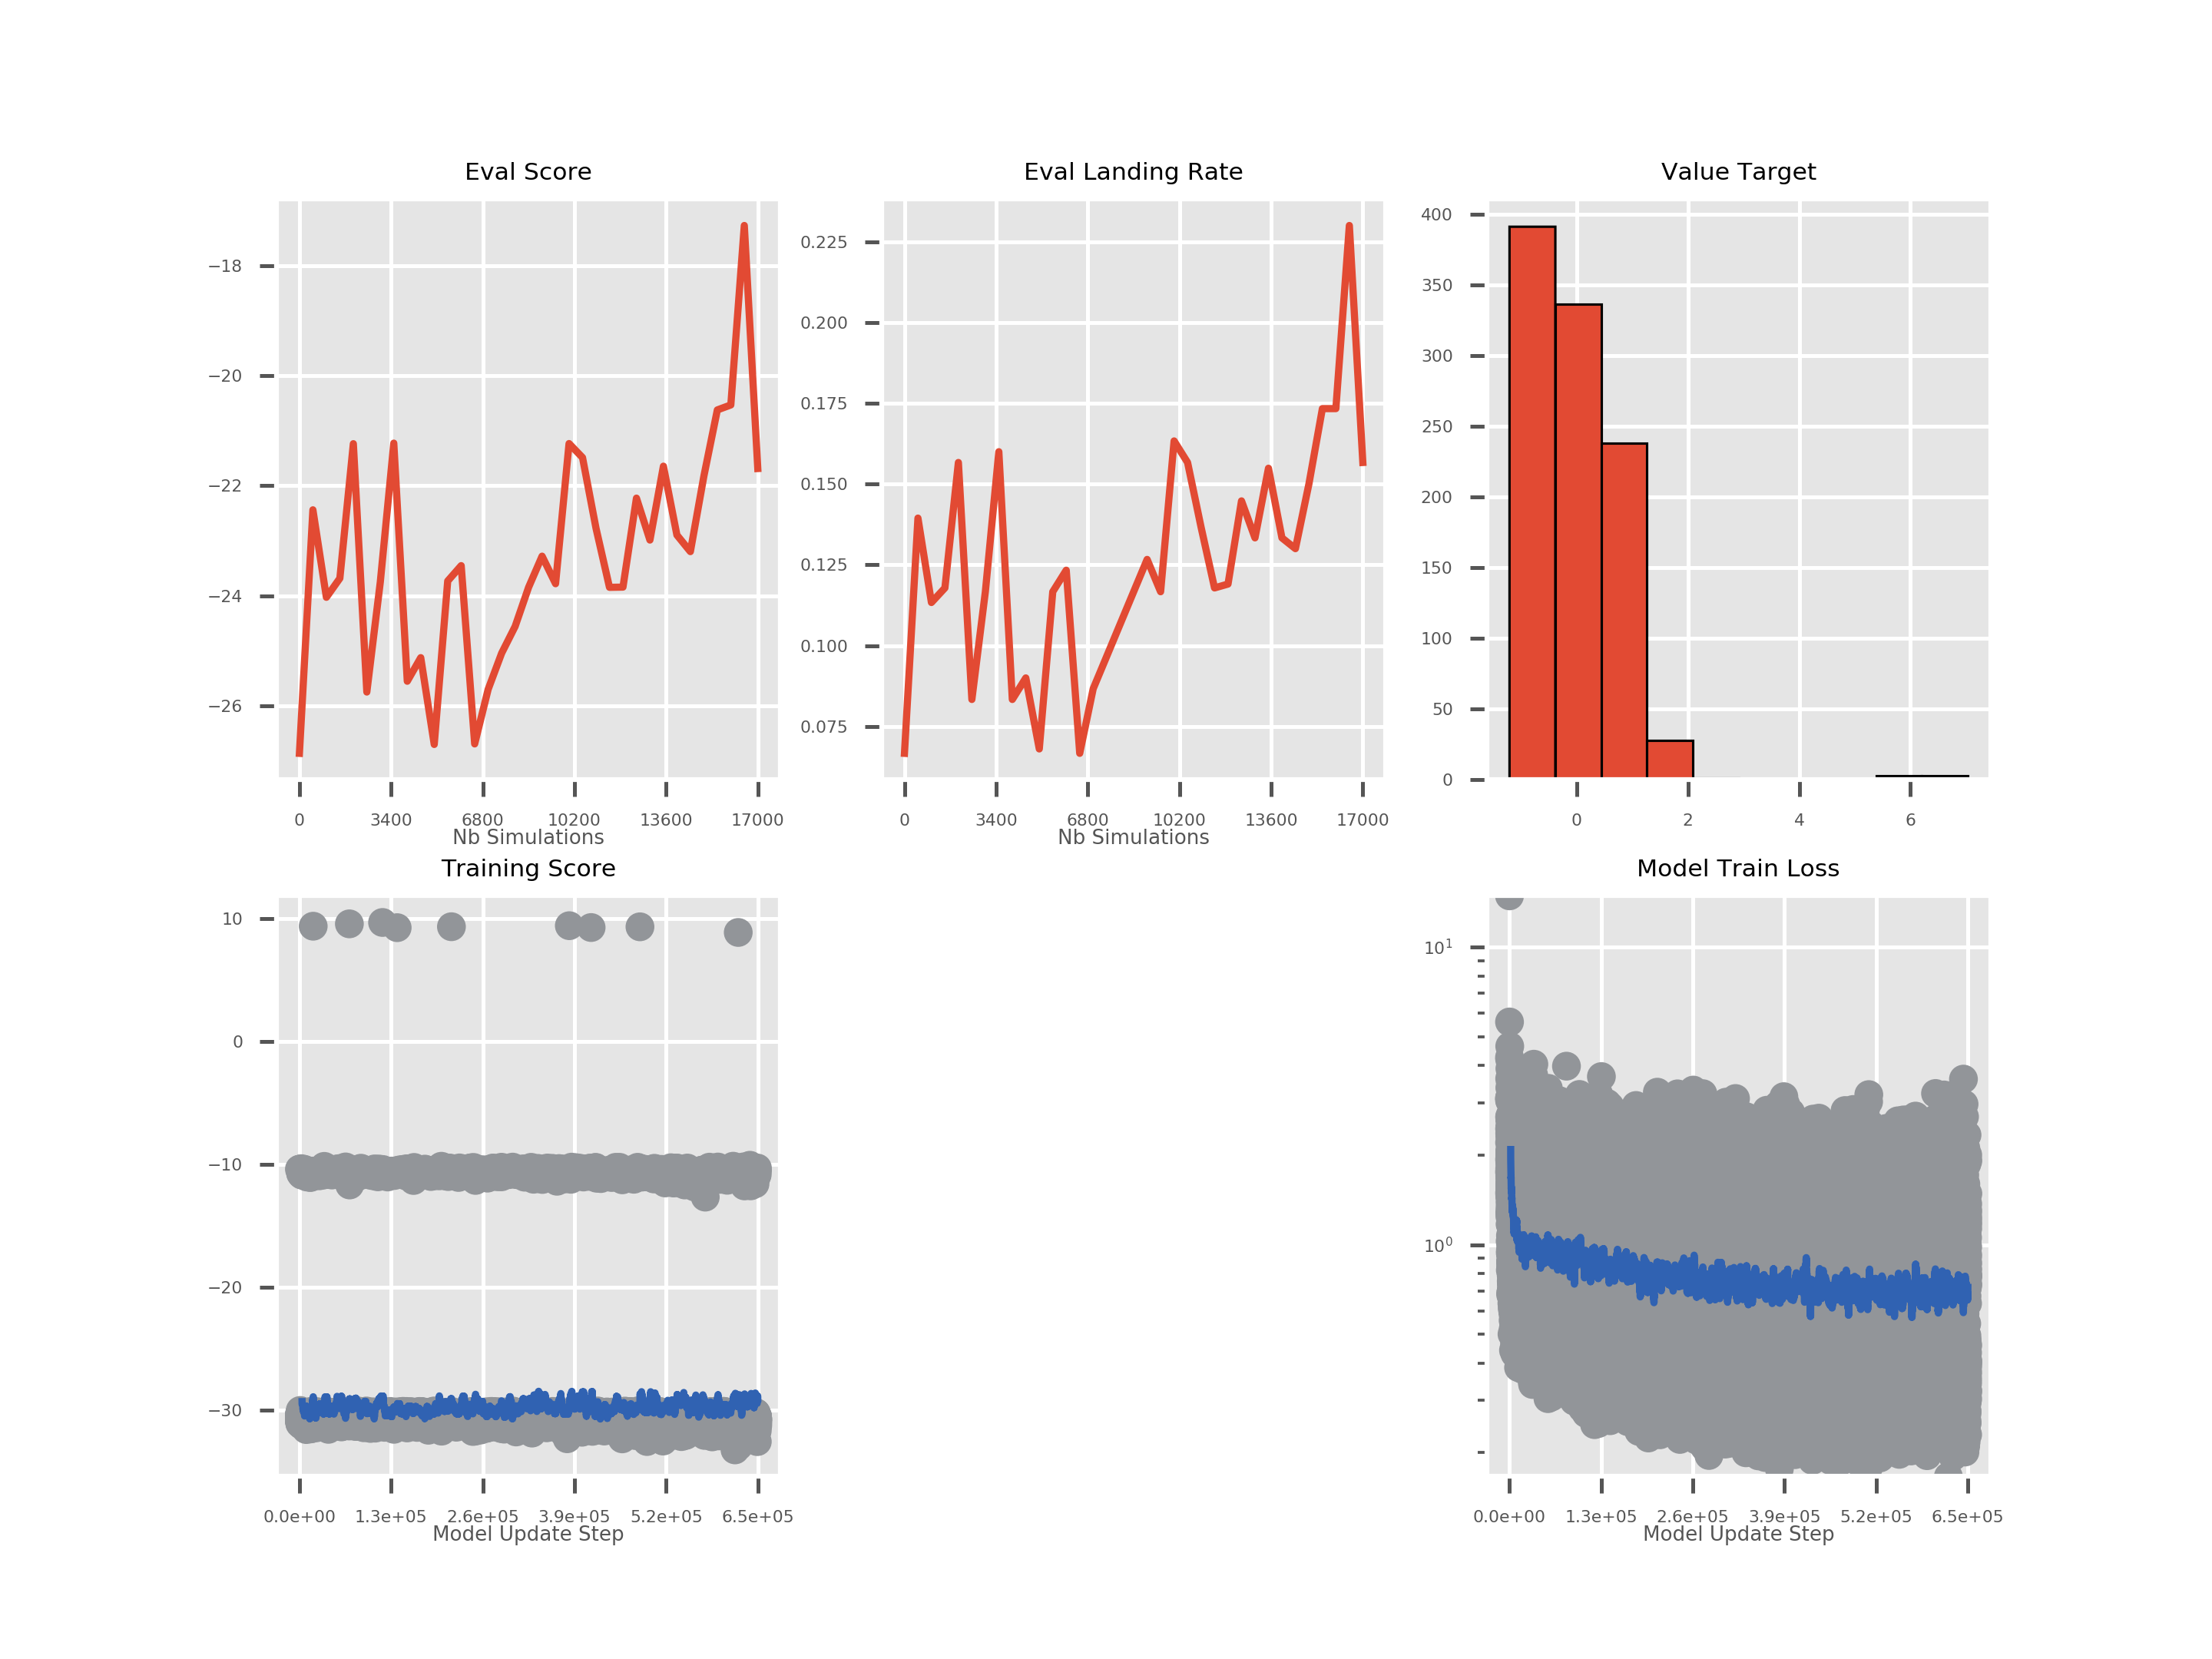 Eval Score
−18
−20
−22
−24
−26
0 3400 6800 10200 13600 17000
Nb Simulations
Eval Landing Rate
0.225
0.200
0.175
0.150
0.125
0.100
0.075
0 3400 6800 10200 13600 17000
Nb Simulations
Value Target
400
350
300
250
200
150
100
50
0
0 2 4 6
Training Score
10
0
−10
−20
−30
0.0e+00 1.3e+05 2.6e+05 3.9e+05 5.2e+05 6.5e+05
Model Update Step
Model Train Loss
10¹
10⁰
0.0e+00 1.3e+05 2.6e+05 3.9e+05 5.2e+05 6.5e+05
Model Update Step